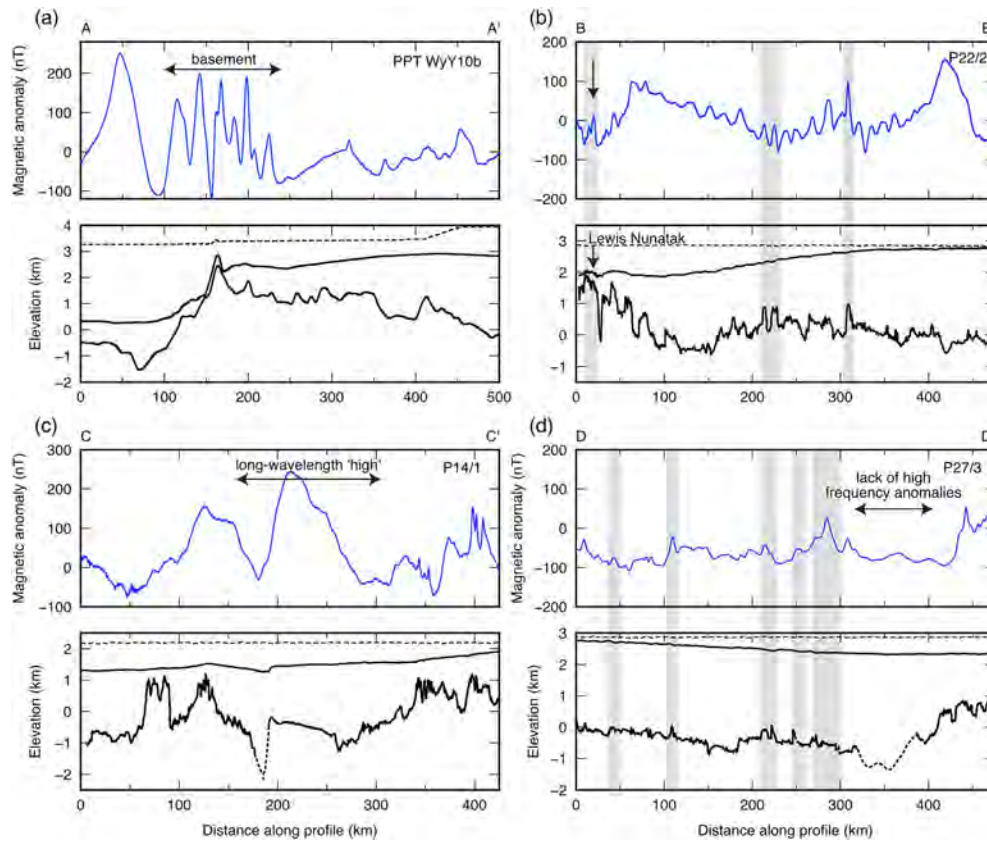 (a)
A
A'
Magnetic anomaly (nT)
200
100
0
−100
basement
PPT WyY10b
Elevation (km)
4
3
2
1
0
−1
−2
0
100
200
300
400
500
(b)
B
P22/2
Magnetic anomaly (nT)
200
100
0
−100
−200
Lewis Nunatak
Elevation (km)
3
2
1
0
−1
0
100
200
300
400
(c)
C
C'
Magnetic anomaly (nT)
300
200
100
0
−100
long-wavelength 'high'
P14/1
Elevation (km)
2
1
0
−1
−2
0
100
200
300
400
Distance along profile (km)
(d)
D
P27/3
Magnetic anomaly (nT)
200
100
0
−100
−200
lack of high
frequency anomalies
Elevation (km)
3
2
1
0
−1
−2
0
100
200
300
400
Distance along profile (km)